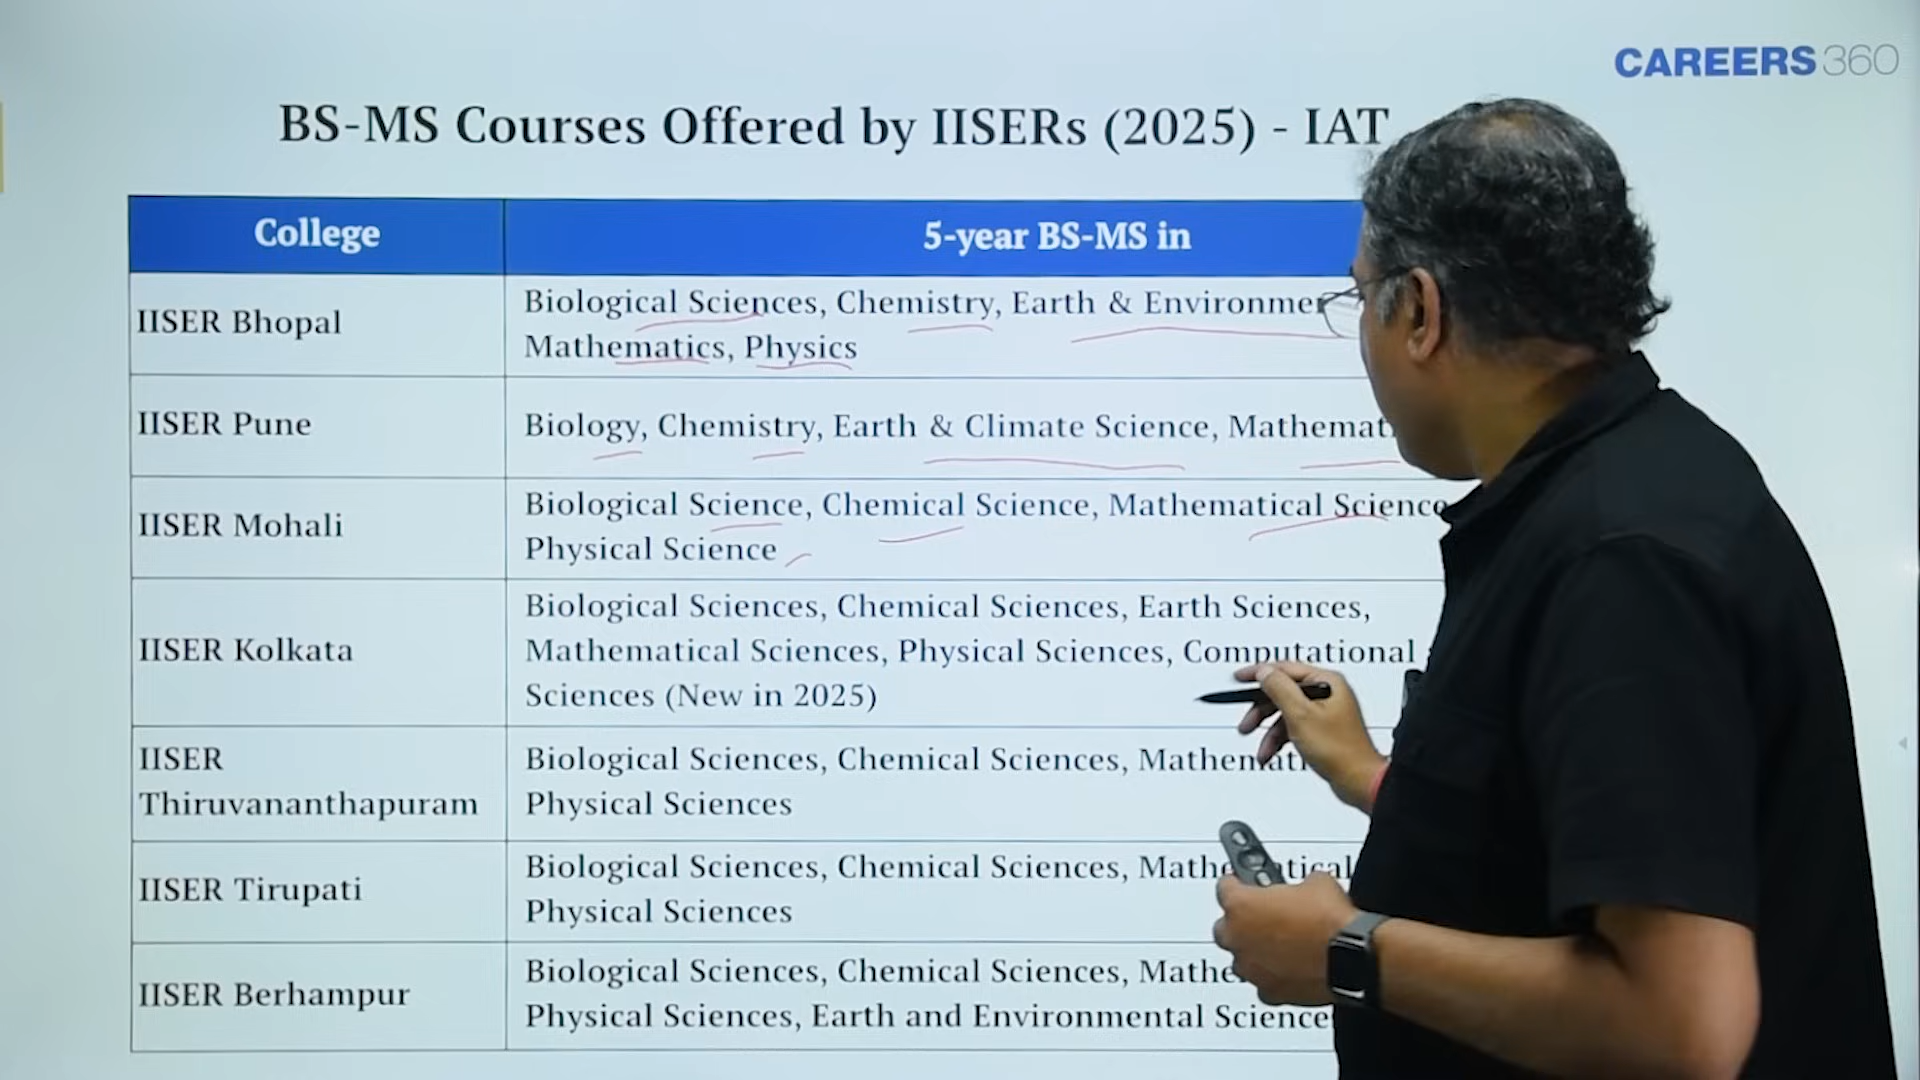 CAREERS360
BS-MS Courses Offered by IISERs (2025) - IAT
College
5-year BS-MS in
IISER Bhopal
Biological Sciences, Chemistry, Earth &
Mathematics, Physics
IISER Pune
Biology, Chemistry, Earth & Climate Science,
IISER Mohali
Biological Science, Chemical Science, Mathematical Science
Physical Science
IISER Kolkata
Biological Sciences, Chemical Sciences, Earth Sciences,
Mathematical Sciences, Physical Sciences, Computational
Sciences (New in 2025)
IISER
Thiruvananthapuram
Biological Sciences, Chemical Sciences,
Physical Sciences
IISER Tirupati
Biological Sciences, Chemical Sciences,
Physical Sciences
IISER Berhampur
Biological Sciences, Chemical Sciences,
Physical Sciences, Earth and Environmental Science